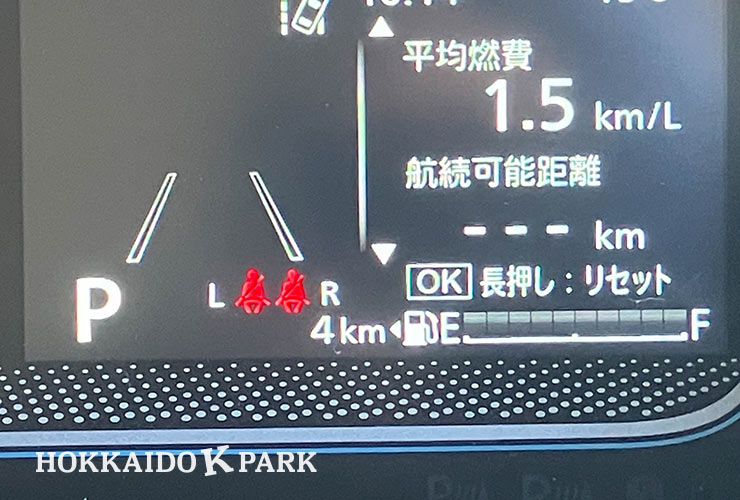 平均燃費
1.5 km/L
航続可能距離
--- km
OK 長押し：リセット
P
L R
4km E F
HOKKAIDO K PARK